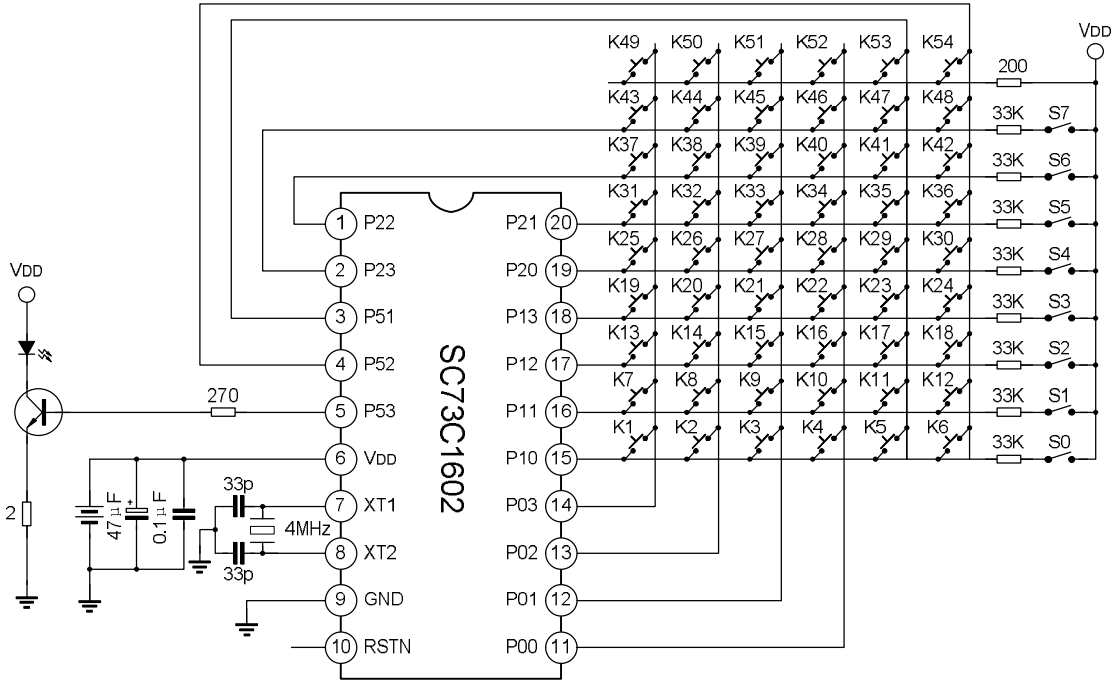 K49 K50 K51 K52 K53 K54 VDD
200
K43 K44 K45 K46 K47 K48 33K S7
K37 K38 K39 K40 K41 K42 33K S6
K31 K32 K33 K34 K35 K36 33K S5
1 P22 P21 20
K25 K26 K27 K28 K29 K30 33K S4
VDD 2 P23 P20 19
K19 K20 K21 K22 K23 K24 33K S3
3 P51 P13 18
K13 K14 K15 K16 K17 K18 33K S2
4 P52 P12 17
K7 K8 K9 K10 K11 K12 33K S1
270 5 P53 P11 16
K1 K2 K3 K4 K5 K6 33K S0
6 VDD P10 15
SC73C1602
33p
2 47μF + 0.1μF 7 XT1 P03 14
4MHz
8 XT2 P02 13
33p
9 GND P01 12
10 RSTN P00 11